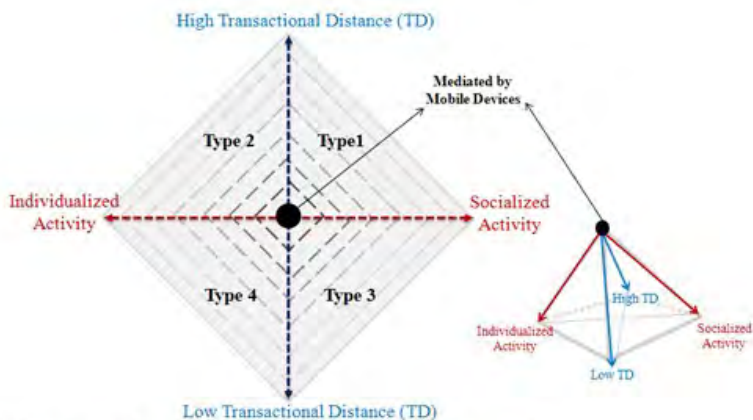 High Transactional Distance (TD)
Mediated by
Mobile Devices
Type 2
Type1
Individualized
Activity
Socialized
Activity
Type 4
Type 3
High TD
Individualized
Activity
Socialized
Activity
Low TD
Low Transactional Distance (TD)